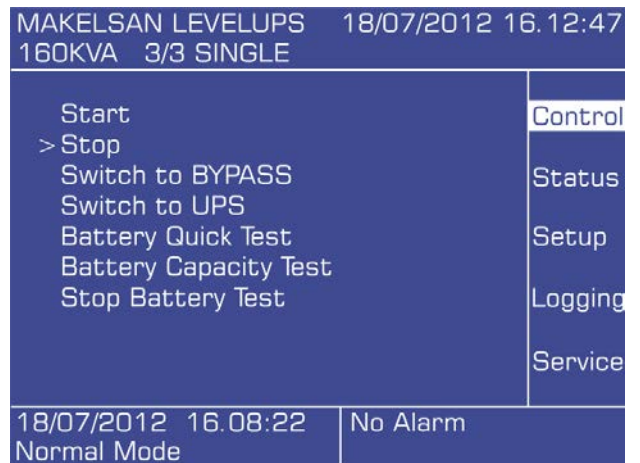 MAKELSAN LEVELUPS 18/07/2012 16.12:47
160KVA 3/3 SINGLE
Start
>Stop
Switch to BYPASS
Switch to UPS
Battery Quick Test
Battery Capacity Test
Stop Battery Test
Control
Status
Setup
Logging
Service
18/07/2012 16.08:22
Normal Mode
No Alarm